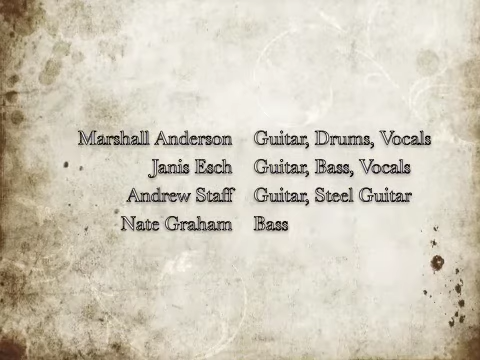 Marshall Anderson Guitar, Drums, Vocals
Janis Esch Guitar, Bass, Vocals
Andrew Staff Guitar, Steel Guitar
Nate Graham Bass